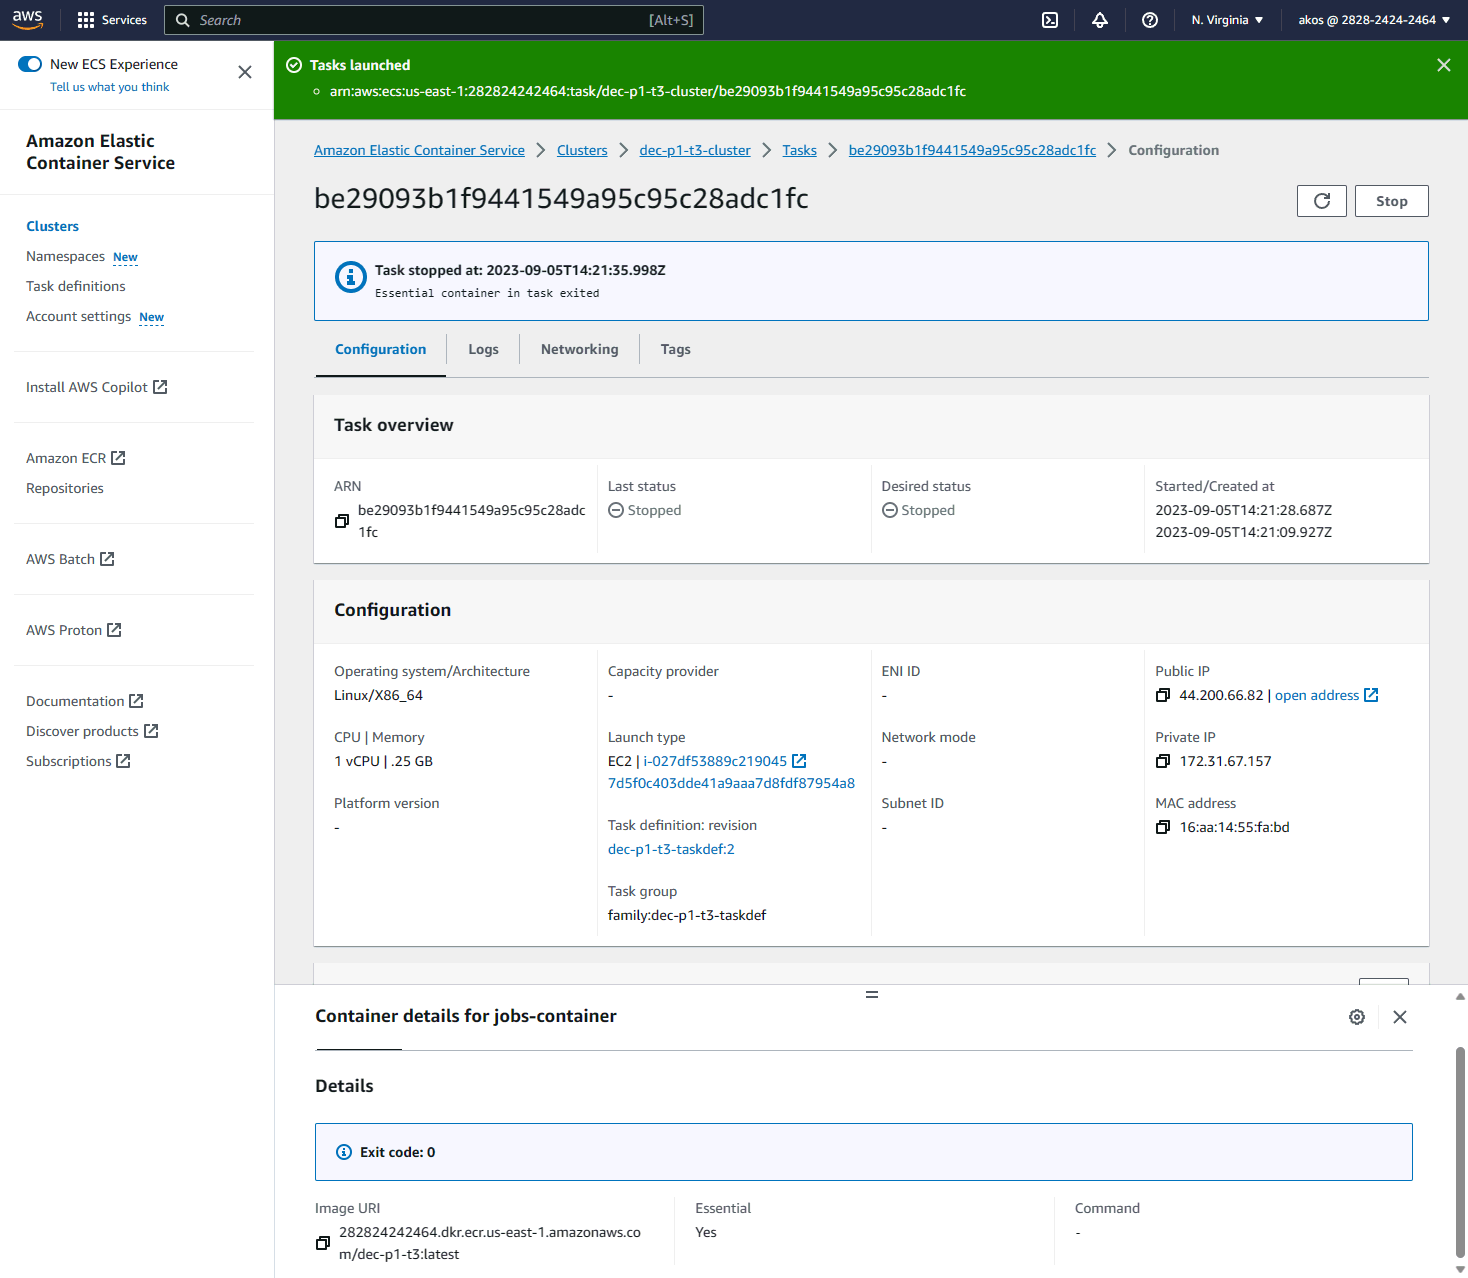 aws
Services
Search
[Alt+S]
N. Virginia
akos @ 2828-2424-2464
New ECS Experience
Tell us what you think
Amazon Elastic
Container Service
Clusters
Namespaces New
Task definitions
Account settings New
Install AWS Copilot
Amazon ECR
Repositories
AWS Batch
AWS Proton
Documentation
Discover products
Subscriptions
Tasks launched
arn:aws:ecs:us-east-1:282824242464:task/dec-p1-t3-cluster/be29093b1f9441549a95c95c28adc1fc
Amazon Elastic Container Service > Clusters > dec-p1-t3-cluster > Tasks > be29093b1f9441549a95c95c28adc1fc > Configuration
be29093b1f9441549a95c95c28adc1fc
Stop
Task stopped at: 2023-09-05T14:21:35.998Z
Essential container in task exited
Configuration
Logs
Networking
Tags
Task overview
ARN
be29093b1f9441549a95c95c28adc
1fc
Last status
Stopped
Desired status
Stopped
Started/Created at
2023-09-05T14:21:28.687Z
2023-09-05T14:21:09.927Z
Configuration
Operating system/Architecture
Linux/X86_64
CPU | Memory
1 vCPU | .25 GB
Platform version
-
Capacity provider
-
Launch type
EC2 | i-027df53889c219045
7d5f0c403dde41a9aaa7d8fdf87954a8
Task definition: revision
dec-p1-t3-taskdef:2
Task group
family:dec-p1-t3-taskdef
ENI ID
-
Network mode
-
Subnet ID
-
Public IP
44.200.66.82 | open address
Private IP
172.31.67.157
MAC address
16:aa:14:55:fa:bd
Container details for jobs-container
Details
Exit code: 0
Image URI
282824242464.dkr.ecr.us-east-1.amazonaws.co
m/dec-p1-t3:latest
Essential
Yes
Command
-